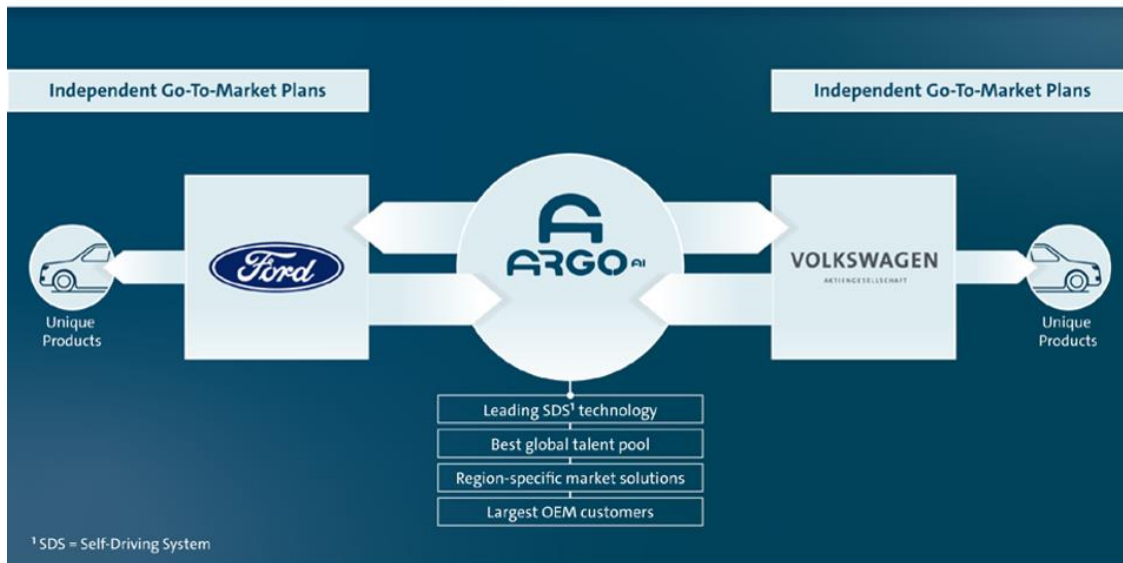 Independent Go-To-Market Plans
Independent Go-To-Market Plans
Ford
ARGO AI
VOLKSWAGEN
AKTIENGESELLSCHAFT
Unique
Products
Unique
Products
Leading SDS¹ technology
Best global talent pool
Region-specific market solutions
Largest OEM customers
¹ SDS = Self-Driving System